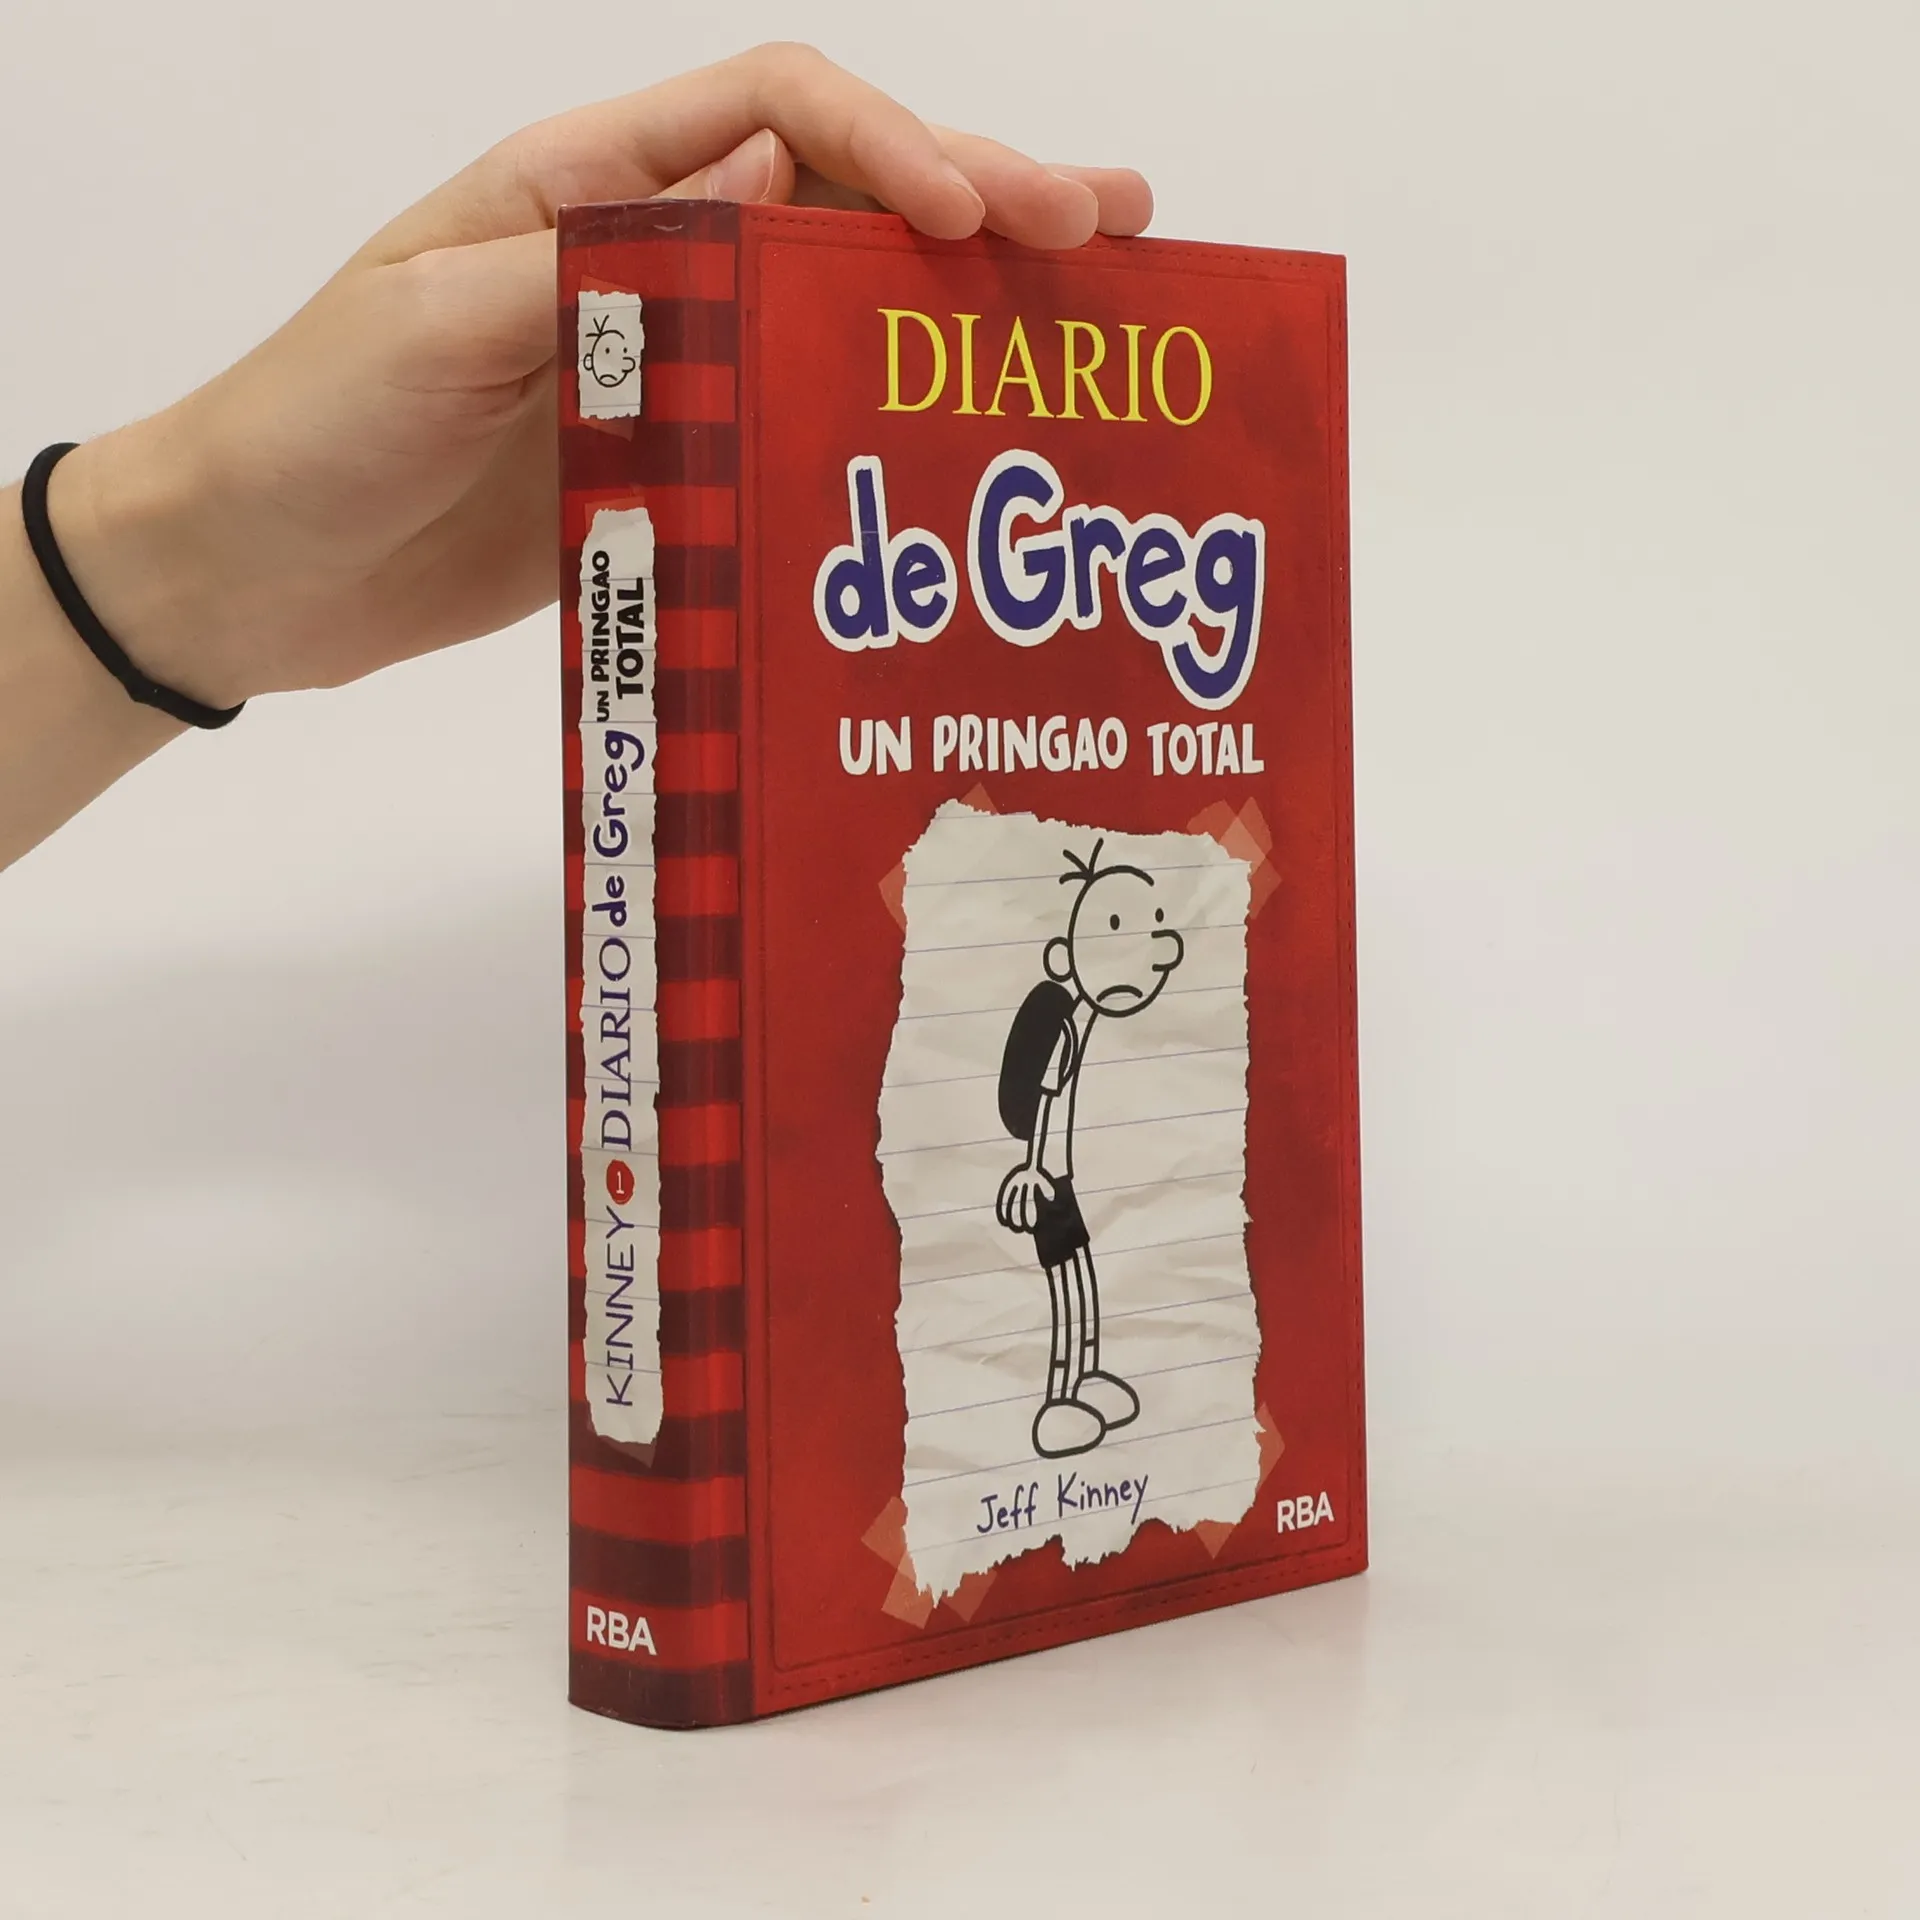 DIARIO
de Greg
UN PRINGAO TOTAL
Jeff Kinney
RBA
KINNEY 1 DIARIO de Greg UN PRINGAO
TOTAL
RBA